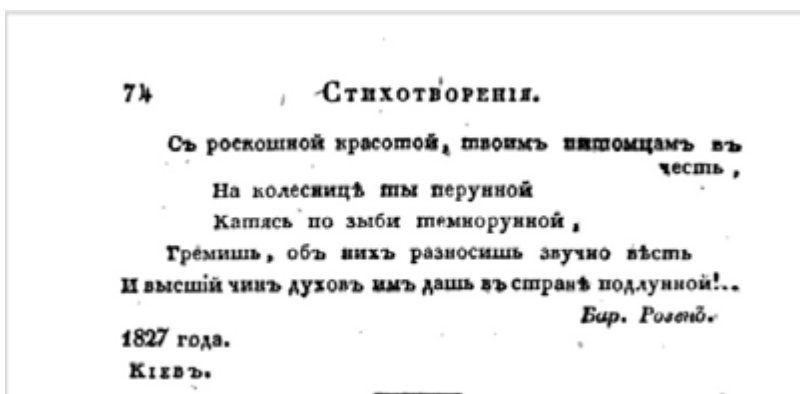 74 Стихотворенія.
Съ роскошной красотой, твоимъ питомцамъ въ
честь,
На колесницѣ ты перунной
Катясь по зыби темнорунной,
Гремишь, объ нихъ разносишь звучно вѣсть
И высшій чинъ духовъ имъ дашь въ странѣ подлунной!..
Бар. Розенъ.
1827 года.
Кіевъ.